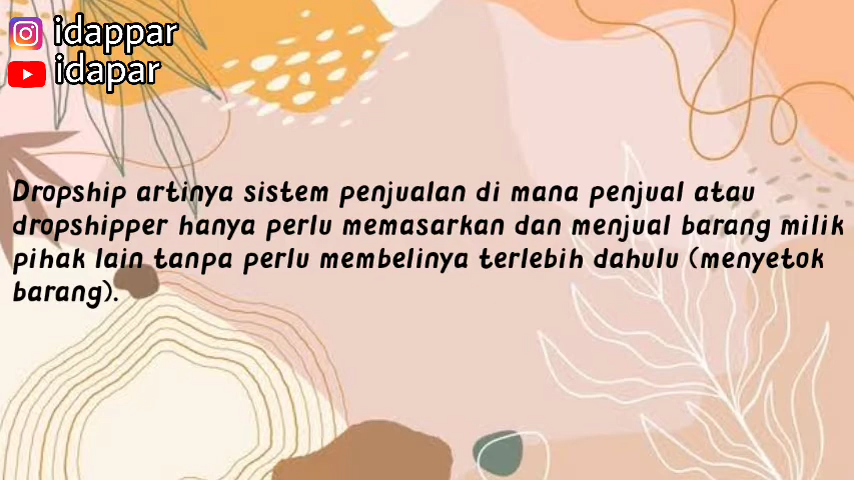 idappar
idapar
Dropship artinya sistem penjualan di mana penjual atau
dropshipper hanya perlu memasarkan dan menjual barang milik
pihak lain tanpa perlu membelinya terlebih dahulu (menyetok
barang).